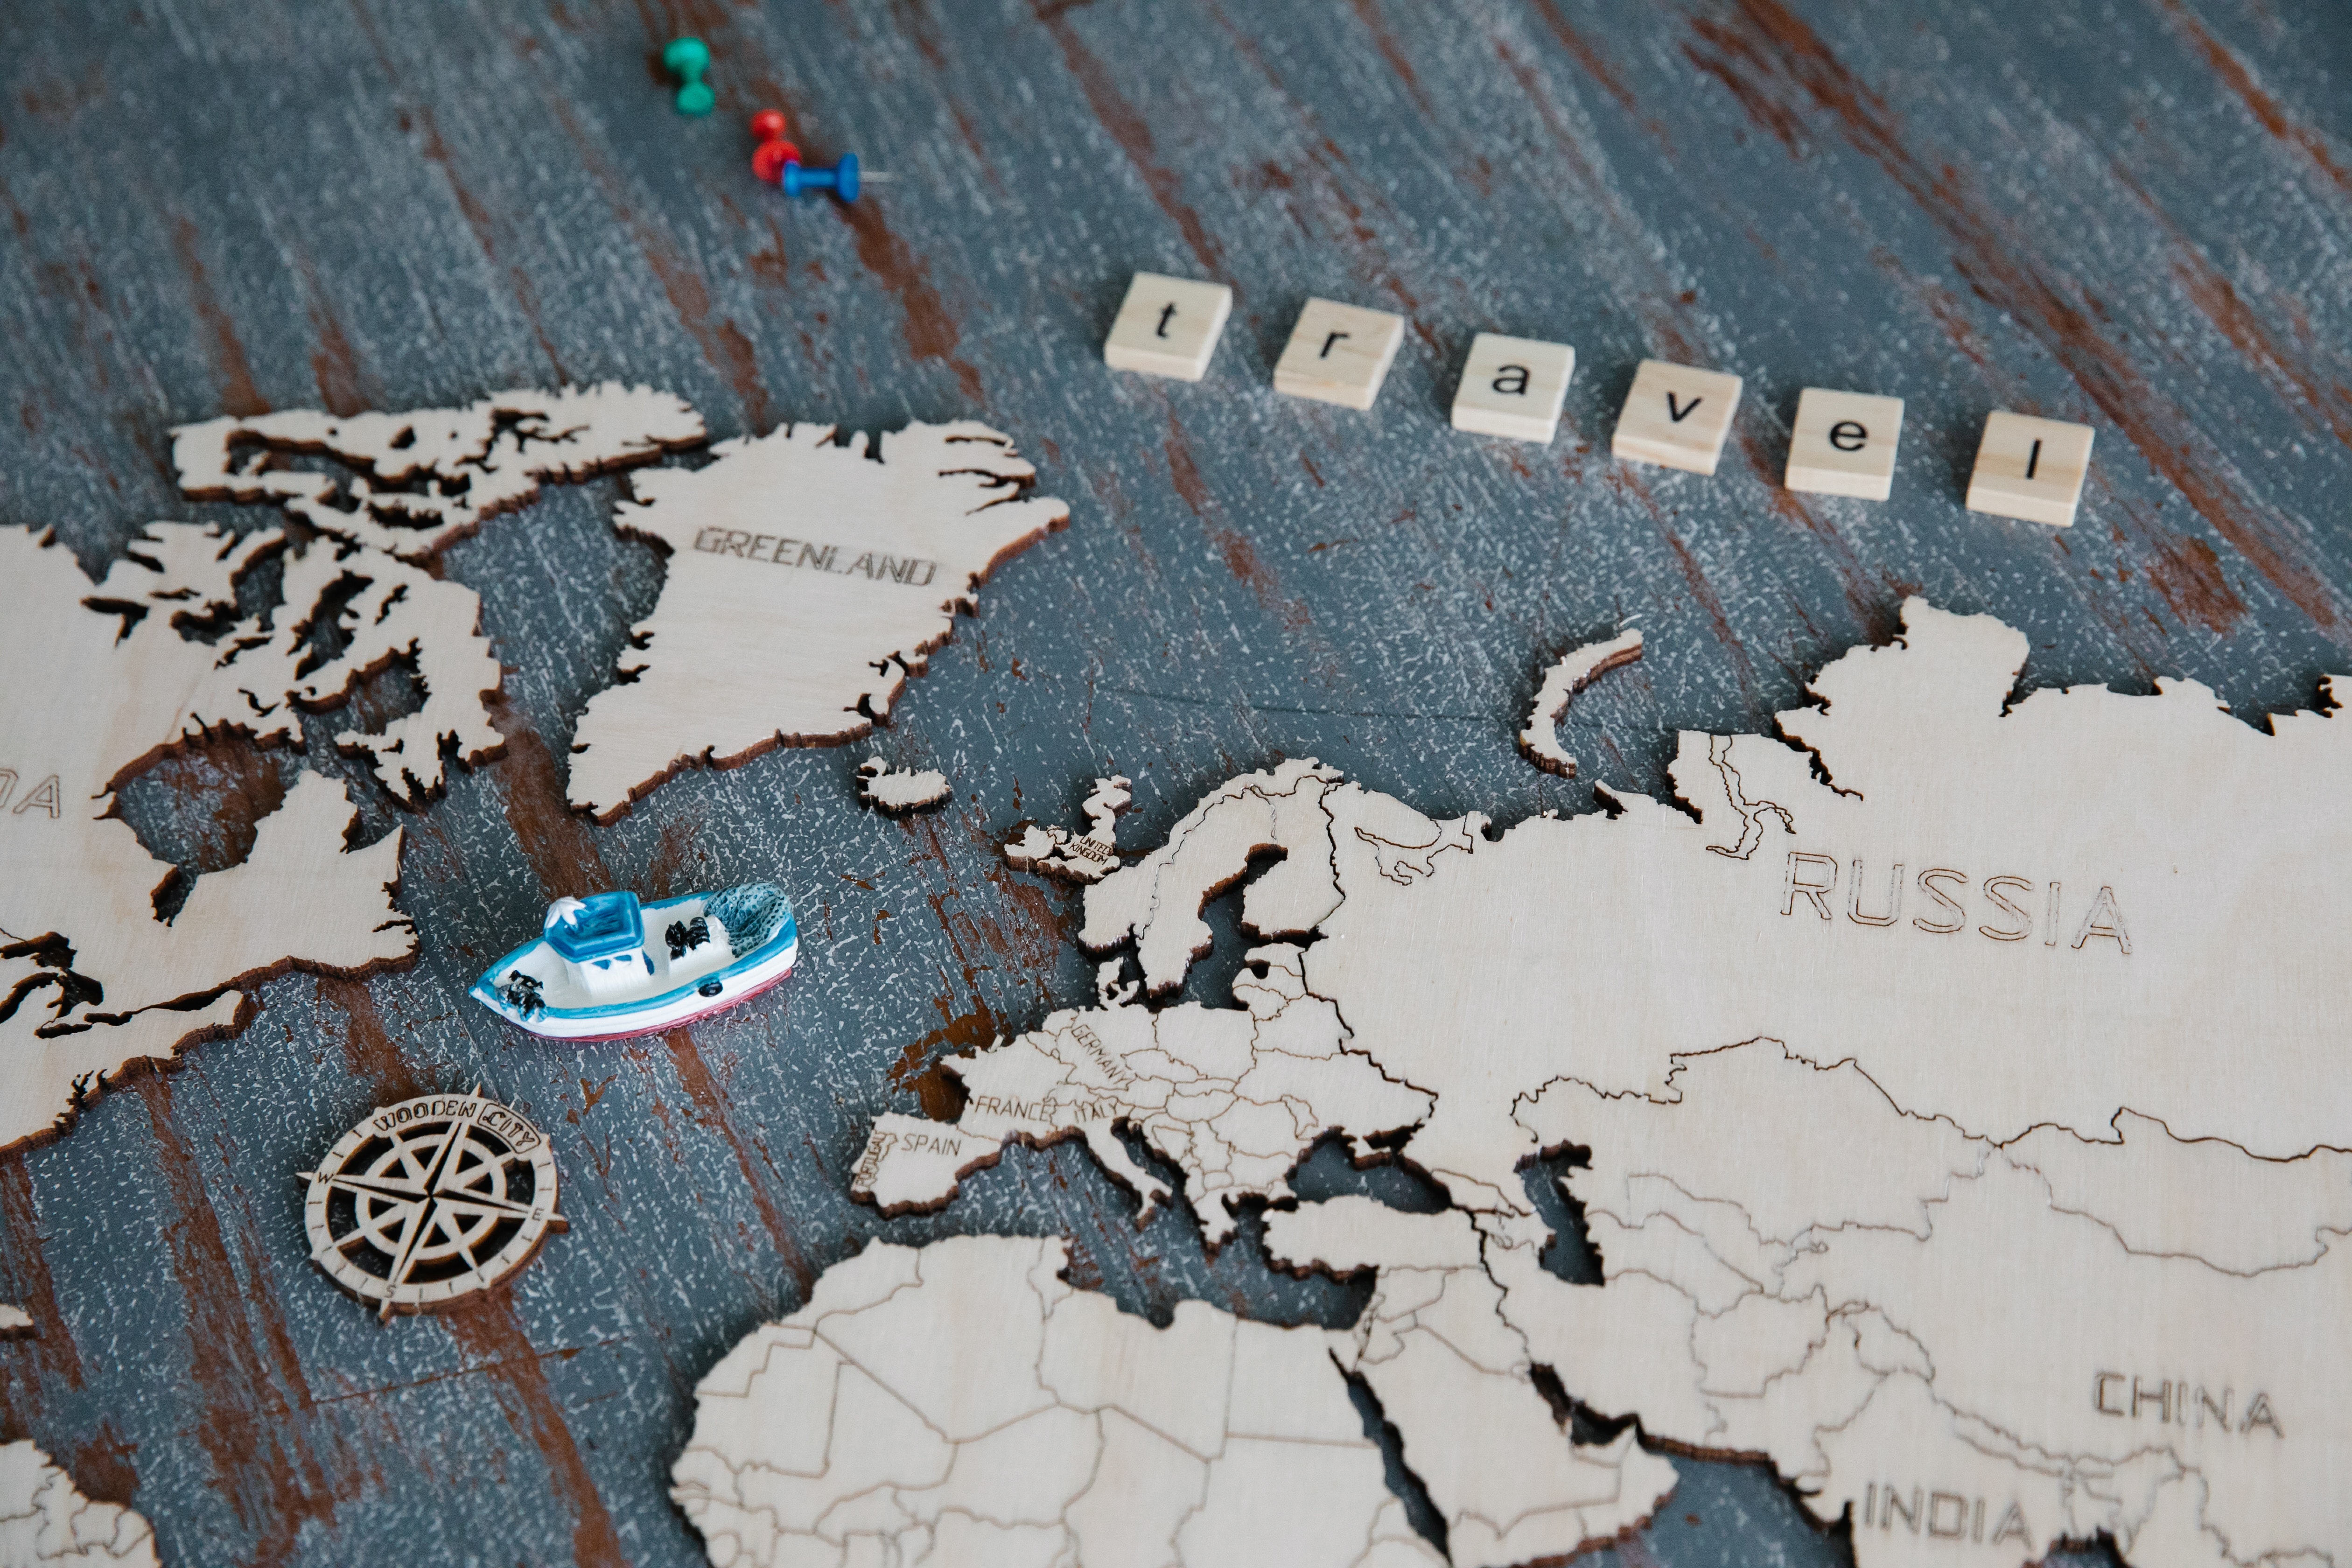 t r a v e l
GREENLAND
DA
UNITED
KINGDOM
RUSSIA
GERMANY
FRANCE
ITALY
SPAIN
PORTUGAL
WOODEN CITY
W
E
S
CHINA
INDIA